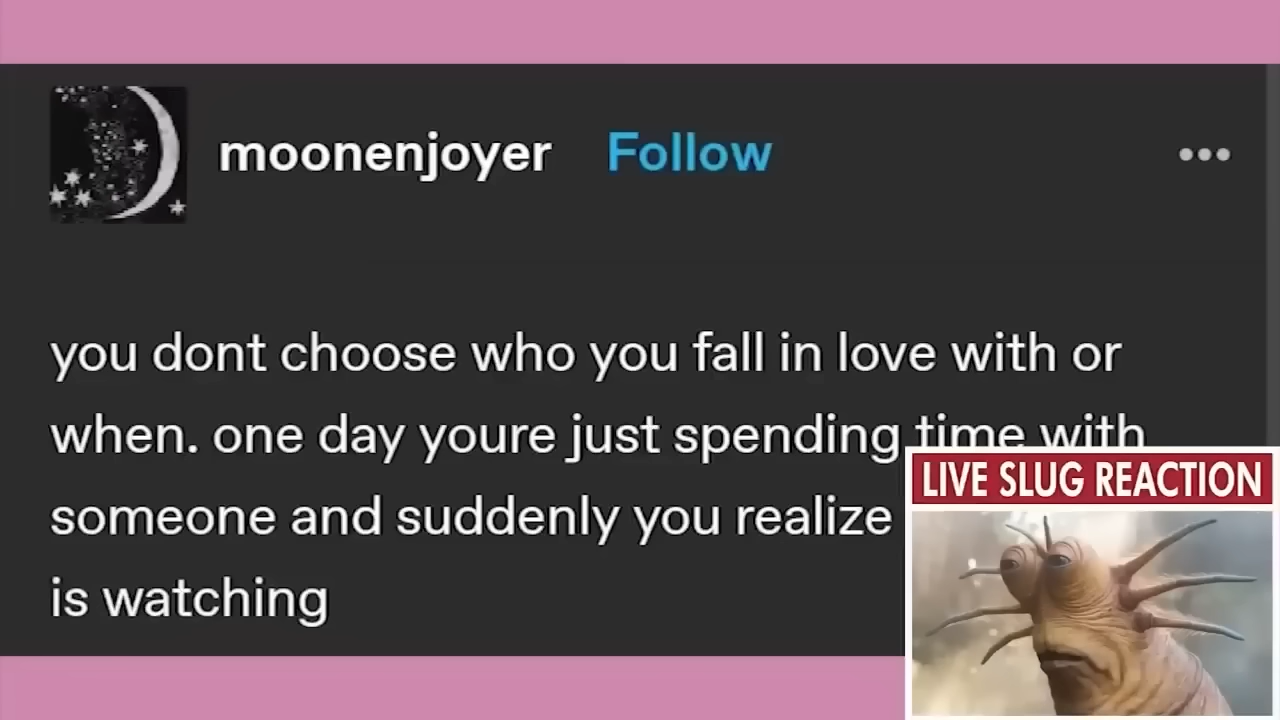 moonenjoyer Follow
you dont choose who you fall in love with or
when. one day youre just spending time with
someone and suddenly you realize
is watching
LIVE SLUG REACTION